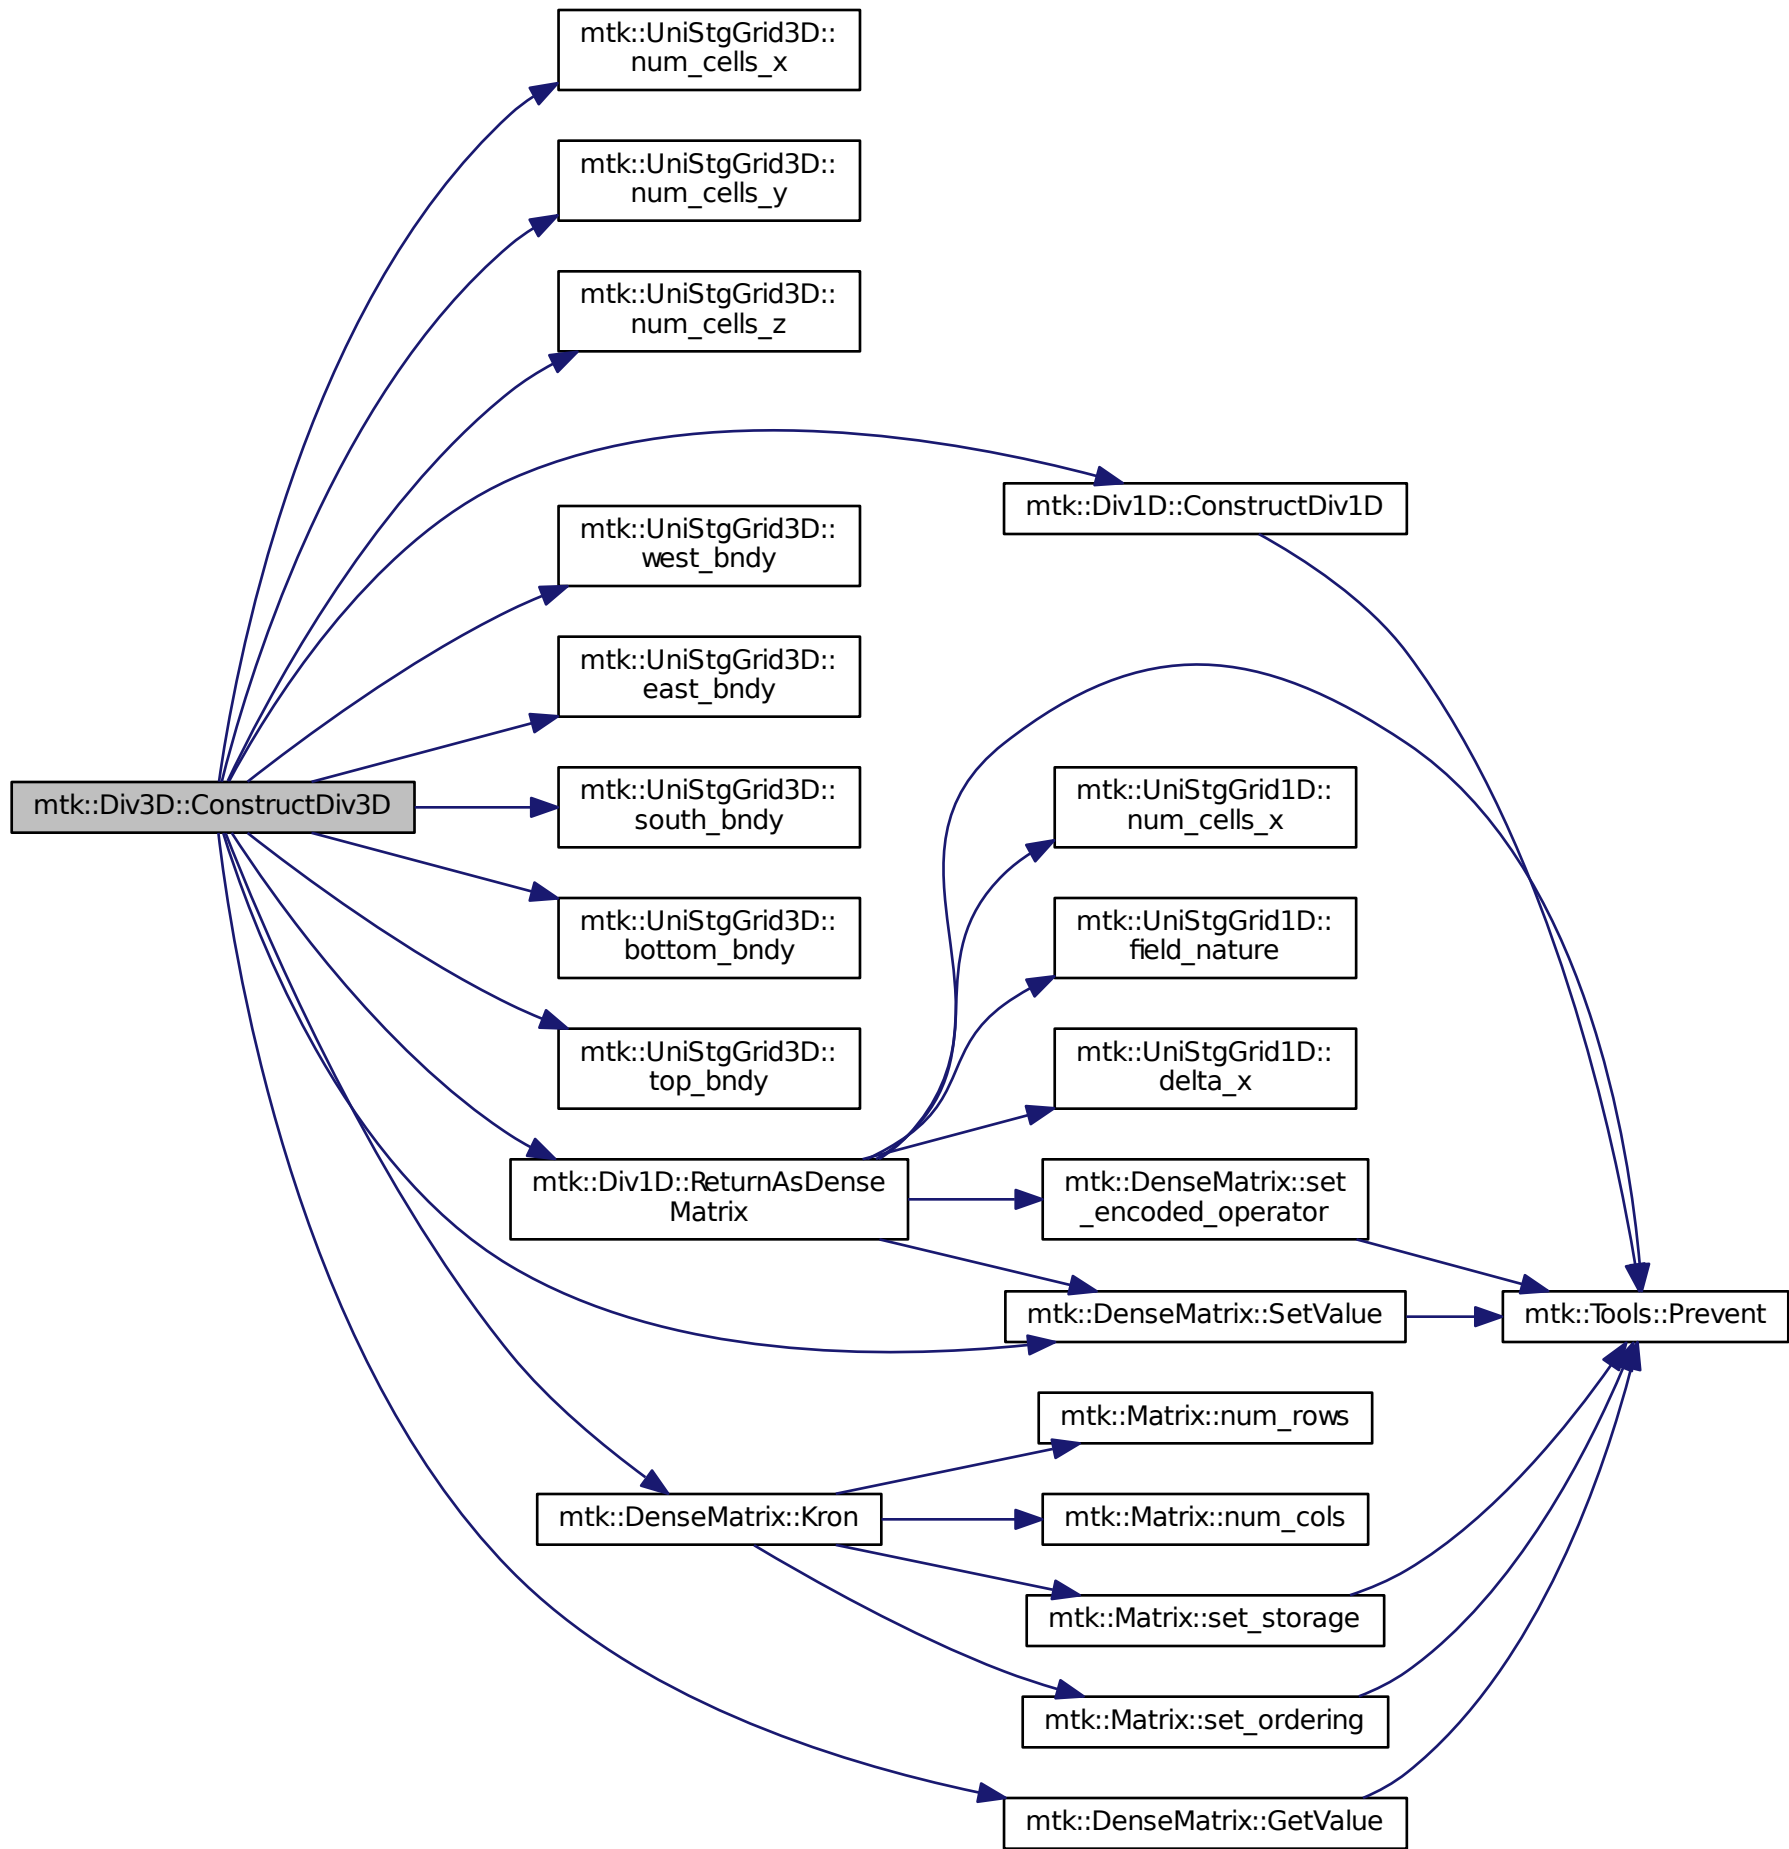 mtk::UniStgGrid3D::
num_cells_x
mtk::UniStgGrid3D::
num_cells_y
mtk::UniStgGrid3D::
num_cells_z
mtk::Div1D::ConstructDiv1D
mtk::UniStgGrid3D::
west_bndy
mtk::UniStgGrid3D::
east_bndy
mtk::Div3D::ConstructDiv3D
mtk::UniStgGrid3D::
south_bndy
mtk::UniStgGrid1D::
num_cells_x
mtk::UniStgGrid3D::
bottom_bndy
mtk::UniStgGrid1D::
field_nature
mtk::UniStgGrid3D::
top_bndy
mtk::UniStgGrid1D::
delta_x
mtk::Div1D::ReturnAsDense
Matrix
mtk::DenseMatrix::set
_encoded_operator
mtk::DenseMatrix::SetValue
mtk::Tools::Prevent
mtk::Matrix::num_rows
mtk::DenseMatrix::Kron
mtk::Matrix::num_cols
mtk::Matrix::set_storage
mtk::Matrix::set_ordering
mtk::DenseMatrix::GetValue